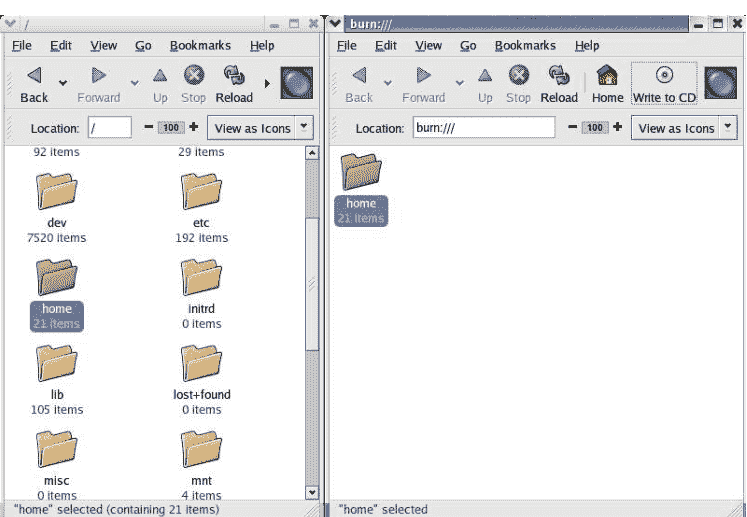 /
File Edit View Go Bookmarks Help
Back Forward Up Stop Reload
Location: / 100 View as Icons
92 items 29 items
dev etc
7520 items 192 items
home initrd
21 items 0 items
lib lost+found
105 items 0 items
misc mnt
0 items 4 items
"home" selected (containing 21 items)
burn:///
File Edit View Go Bookmarks Help
Back Forward Up Stop Reload Home Write to CD
Location: burn:/// 100 View as Icons
home
21 items
"home" selected